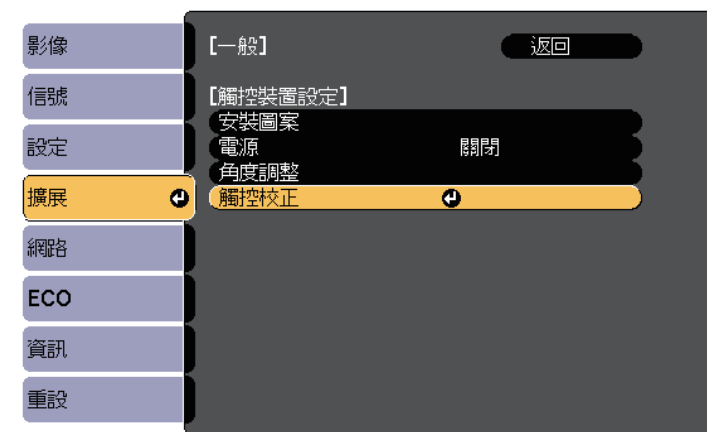 影像
信號
設定
擴展
網路
ECO
資訊
重設
[一般] 返回
[觸控裝置設定]
安裝圖案
電源 關閉
角度調整
觸控校正